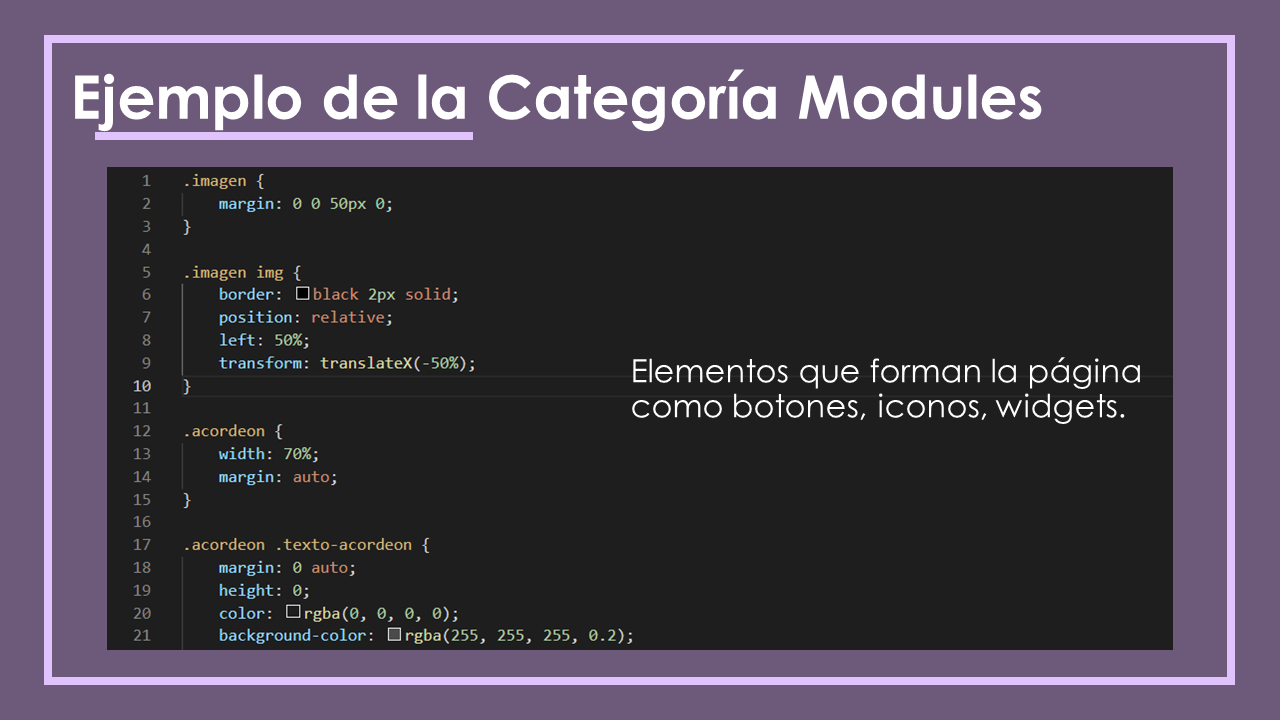 Ejemplo de la Categoría Modules
1 .imagen {
2 margin: 0 0 50px 0;
3 }
4
5 .imagen img {
6 border: black 2px solid;
7 position: relative;
8 left: 50%;
9 transform: translateX(-50%);
10 }
11
12 .acordeon {
13 width: 70%;
14 margin: auto;
15 }
16
17 .acordeon .texto-acordeon {
18 margin: 0 auto;
19 height: 0;
20 color: rgba(0, 0, 0, 0);
21 background-color: rgba(255, 255, 255, 0.2);
Elementos que forman la página
como botones, iconos, widgets.